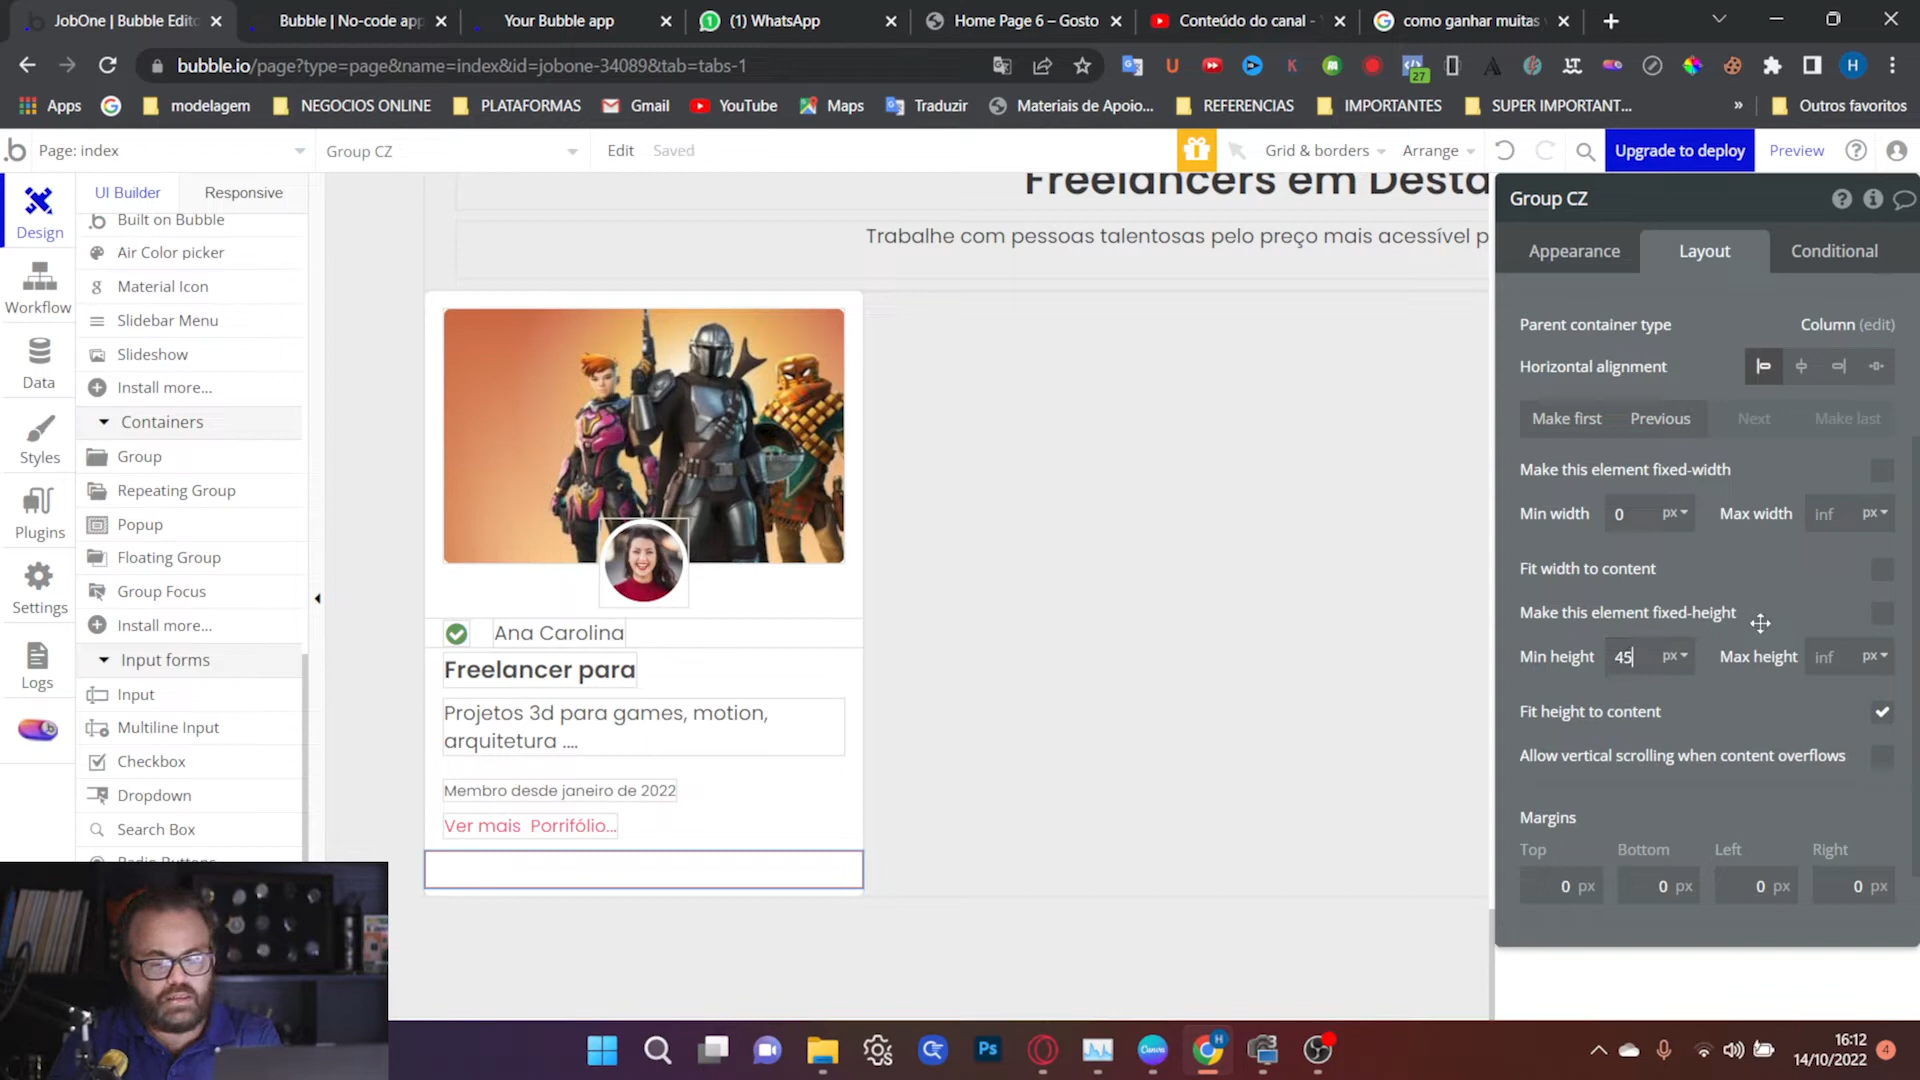 JobOne | Bubble Edito
Bubble | No-code app
Your Bubble app
(1) WhatsApp
Home Page 6 – Gosto
Conteúdo do canal -
como ganhar muitas
bubble.io/page?type=page&name=index&id=jobone-34089&tab=tabs-1
27
H
Apps
modelagem
NEGOCIOS ONLINE
PLATAFORMAS
Gmail
YouTube
Maps
Traduzir
Materiais de Apoio...
REFERENCIAS
IMPORTANTES
SUPER IMPORTANT...
»
Outros favoritos
Page: index
Group CZ
Edit
Saved
Grid & borders
Arrange
Upgrade to deploy
Preview
UI Builder
Responsive
Design
Workflow
Data
Styles
Plugins
Settings
Logs
Built on Bubble
Air Color picker
Material Icon
Slidebar Menu
Slideshow
Install more...
Containers
Group
Repeating Group
Popup
Floating Group
Group Focus
Install more...
Input forms
Input
Multiline Input
Checkbox
Dropdown
Search Box
Radio Buttons
Freelancers em Desta
Trabalhe com pessoas talentosas pelo preço mais acessível p
Ana Carolina
Freelancer para
Projetos 3d para games, motion,
arquitetura ....
Membro desde janeiro de 2022
Ver mais Porrifólio...
Group CZ
Appearance
Layout
Conditional
Parent container type
Column (edit)
Horizontal alignment
Make first
Previous
Next
Make last
Make this element fixed-width
Min width 0 px
Max width inf px
Fit width to content
Make this element fixed-height
Min height 45 px
Max height inf px
Fit height to content
Allow vertical scrolling when content overflows
Margins
Top
Bottom
Left
Right
0 px
0 px
0 px
0 px
Ps
H
16:12
14/10/2022
4